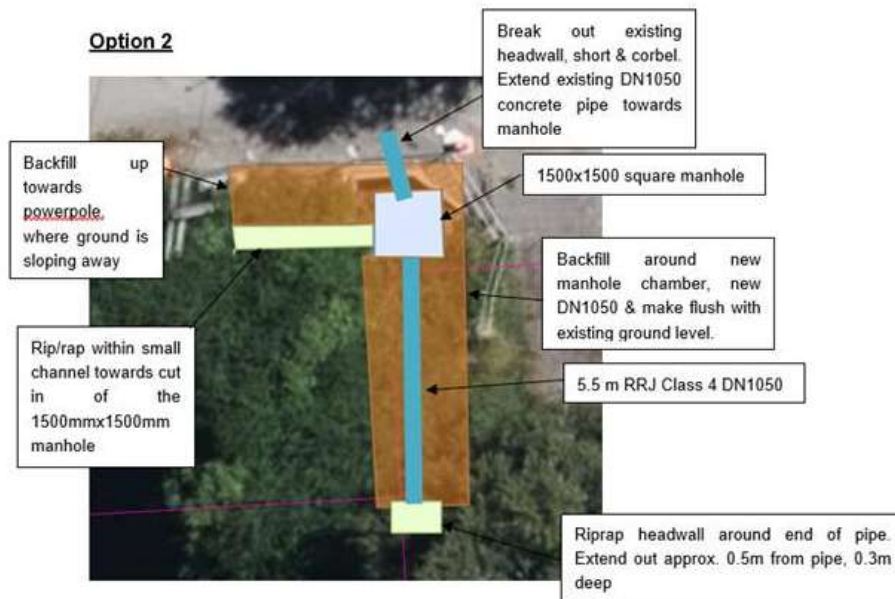 Option 2
Break out existing
headwall, short & corbel.
Extend existing DN1050
concrete pipe towards
manhole
Backfill up
towards
powerpole,
where ground is
sloping away
1500x1500 square manhole
Backfill around new
manhole chamber, new
DN1050 & make flush with
existing ground level.
Rip/rap within small
channel towards cut
in of the
1500mmx1500mm
manhole
5.5 m RRJ Class 4 DN1050
Riprap headwall around end of pipe.
Extend out approx. 0.5m from pipe, 0.3m
deep